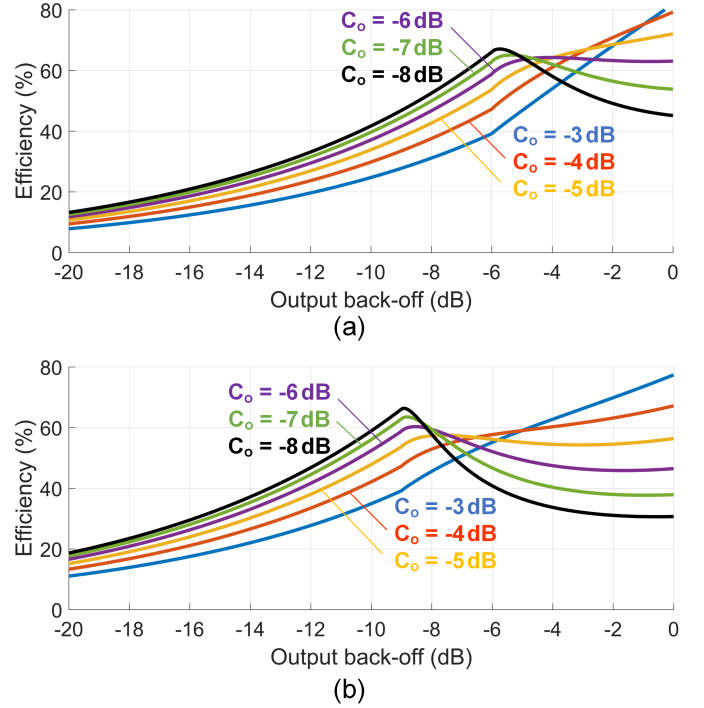 80
60
40
20
0
Efficiency (%)
Cₒ = -6 dB
Cₒ = -7 dB
Cₒ = -8 dB
Cₒ = -3 dB
Cₒ = -4 dB
Cₒ = -5 dB
-20 -18 -16 -14 -12 -10 -8 -6 -4 -2 0
Output back-off (dB)
(a)
80
60
40
20
0
Efficiency (%)
Cₒ = -6 dB
Cₒ = -7 dB
Cₒ = -8 dB
Cₒ = -3 dB
Cₒ = -4 dB
Cₒ = -5 dB
-20 -18 -16 -14 -12 -10 -8 -6 -4 -2 0
Output back-off (dB)
(b)